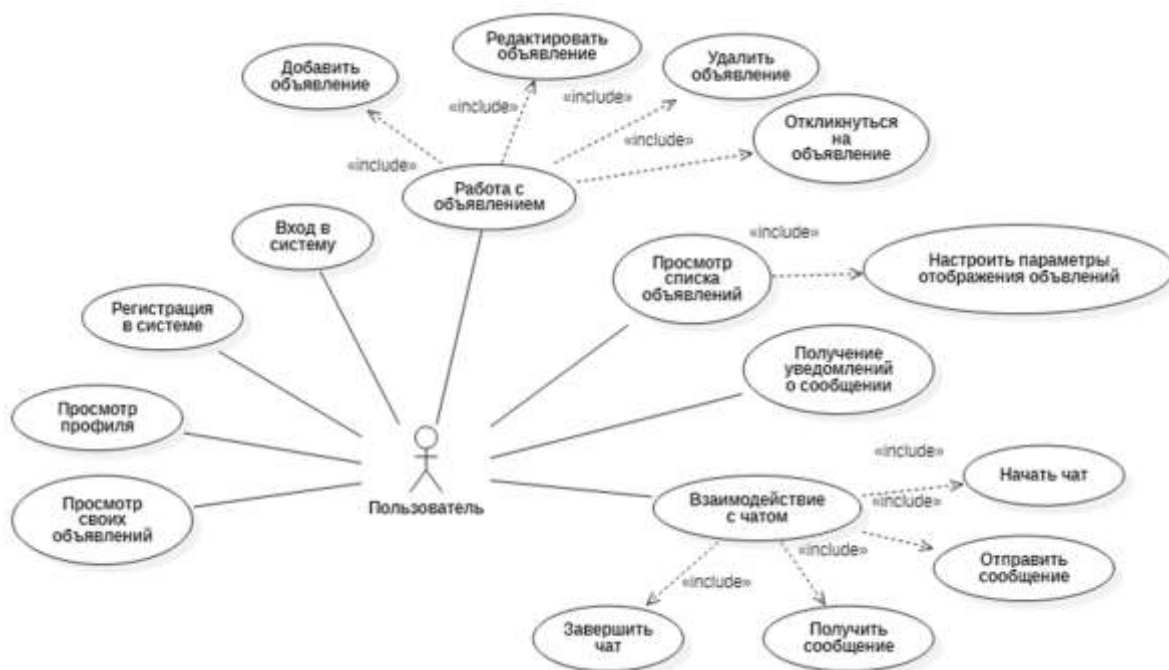 Редактировать
объявление
Добавить
объявление
Удалить
объявление
«include»
«include»
Откликнуться
на
объявление
«include»
«include»
Работа с
объявлением
Вход в
систему
«include»
Просмотр
списка
объявлений
Настроить параметры
отображения объвлений
Регистрация
в системе
Получение
уведомлений
о сообщении
Просмотр
профиля
«include»
Начать чат
Пользователь
Взаимодействие
с чатом
«include»
Просмотр
своих
объявлений
«include»
Отправить
сообщение
«include»
Завершить
чат
Получить
сообщение